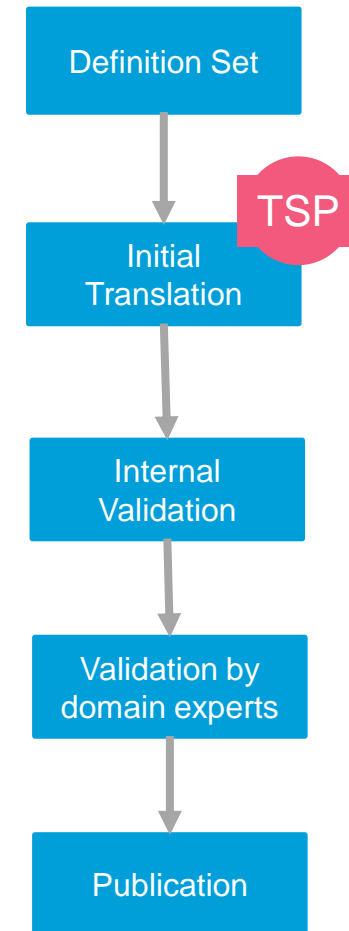 Definition Set
TSP
Initial
Translation
Internal
Validation
Validation by
domain experts
Publication